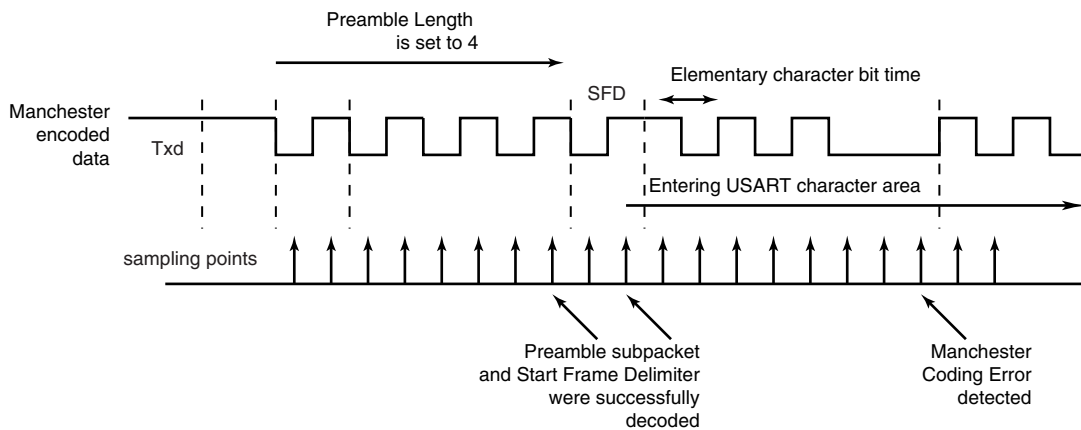 Preamble Length
is set to 4
Elementary character bit time
SFD
Manchester
encoded
data
Txd
Entering USART character area
sampling points
Preamble subpacket
and Start Frame Delimiter
were successfully
decoded
Manchester
Coding Error
detected